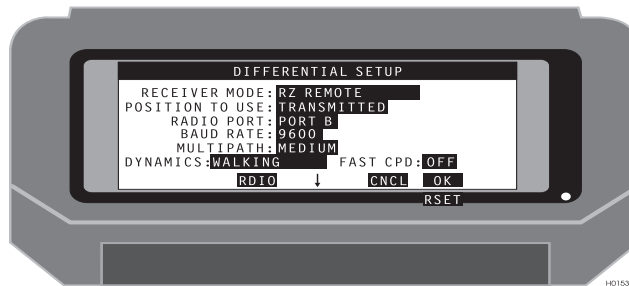 DIFFERENTIAL SETUP
RECEIVER MODE: RZ REMOTE
POSITION TO USE: TRANSMITTED
RADIO PORT: PORT B
BAUD RATE: 9600
MULTIPATH: MEDIUM
DYNAMICS: WALKING FAST CPD: OFF
RDIO ↓ CNCL OK
RSET
H0153